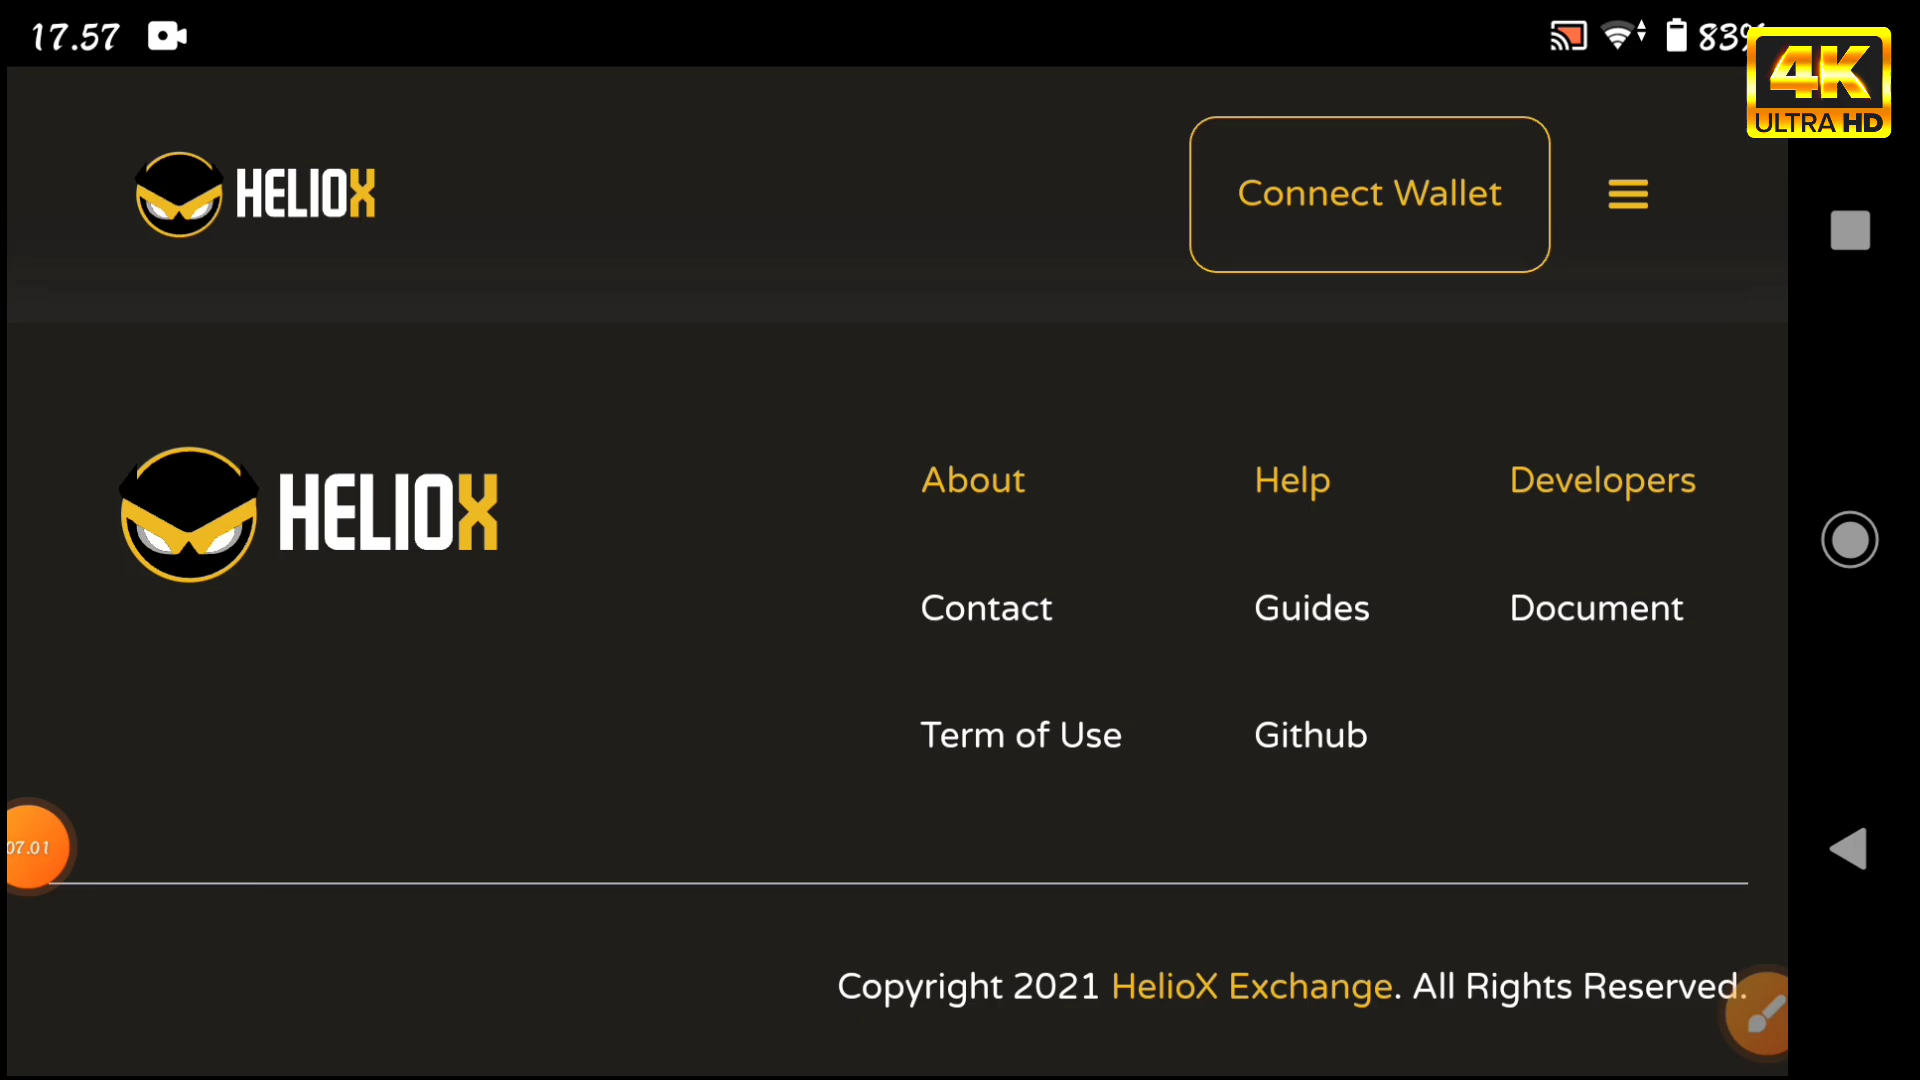 17.57
83%
4K
ULTRA HD
HELIOX
Connect Wallet
HELIOX
About
Help
Developers
Contact
Guides
Document
Term of Use
Github
07.01
Copyright 2021 HelioX Exchange. All Rights Reserved.